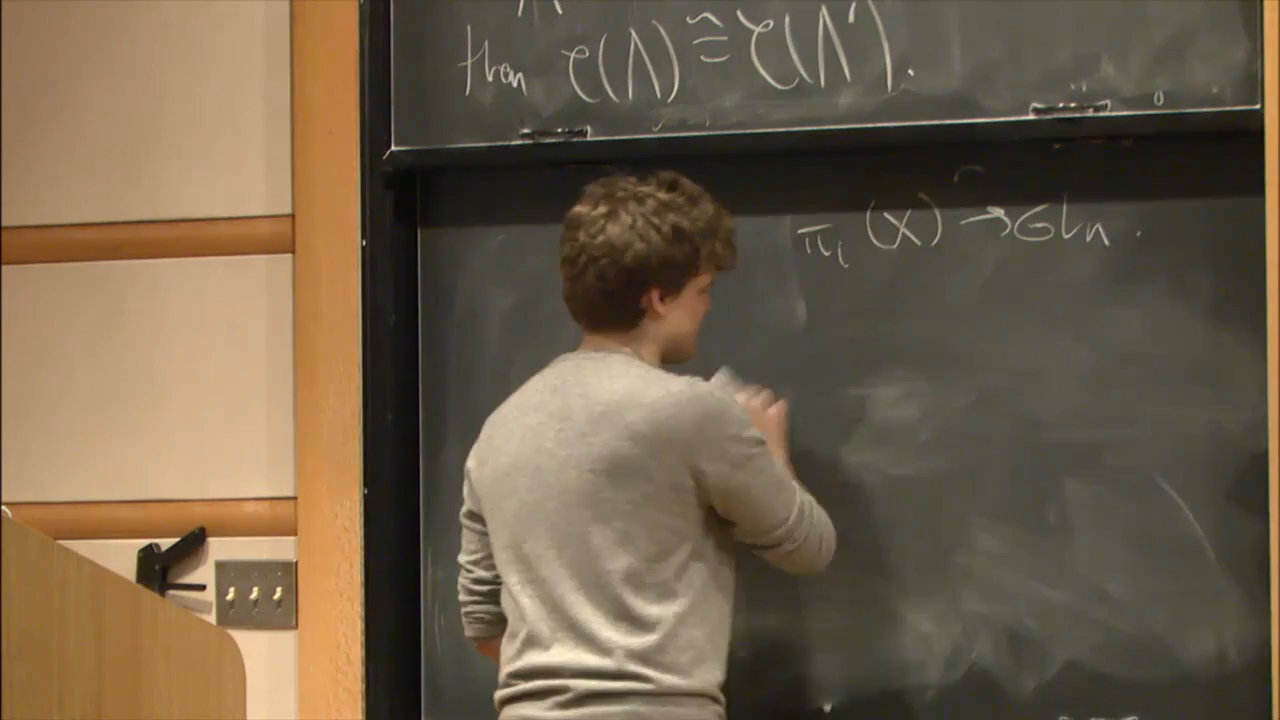 then τ(Λ) ≅ τ(Λ').
π₁(X) → GLn.